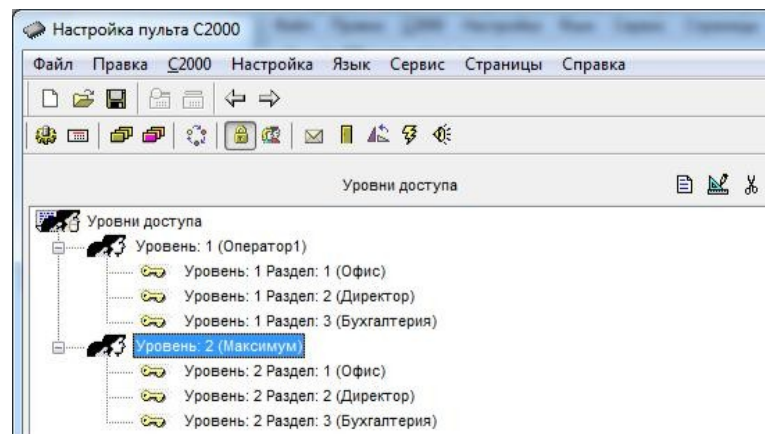 Настройка пульта С2000
Файл Правка С2000 Настройка Язык Сервис Страницы Справка
Уровни доступа
Уровни доступа
Уровень: 1 (Оператор1)
Уровень: 1 Раздел: 1 (Офис)
Уровень: 1 Раздел: 2 (Директор)
Уровень: 1 Раздел: 3 (Бухгалтерия)
Уровень: 2 (Максимум)
Уровень: 2 Раздел: 1 (Офис)
Уровень: 2 Раздел: 2 (Директор)
Уровень: 2 Раздел: 3 (Бухгалтерия)